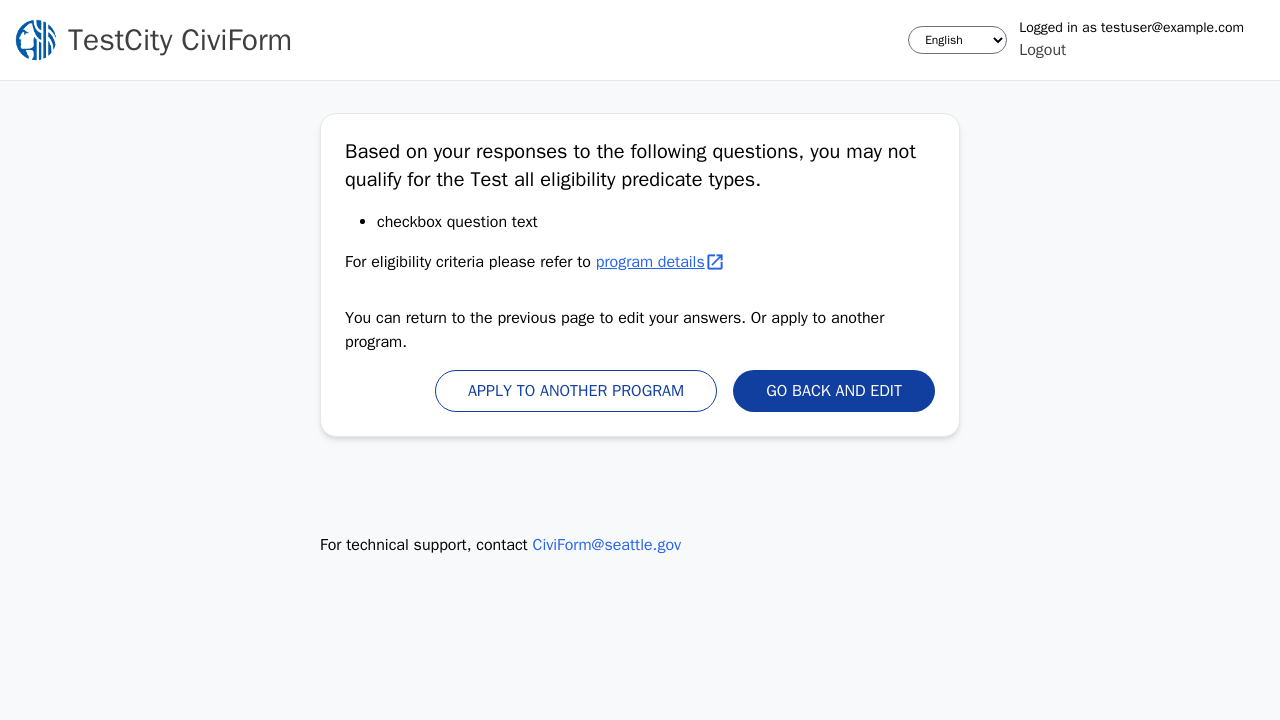 TestCity CiviForm
English
Logged in as testuser@example.com
Logout
Based on your responses to the following questions, you may not
qualify for the Test all eligibility predicate types.
• checkbox question text
For eligibility criteria please refer to program details
You can return to the previous page to edit your answers. Or apply to another
program.
APPLY TO ANOTHER PROGRAM
GO BACK AND EDIT
For technical support, contact CiviForm@seattle.gov